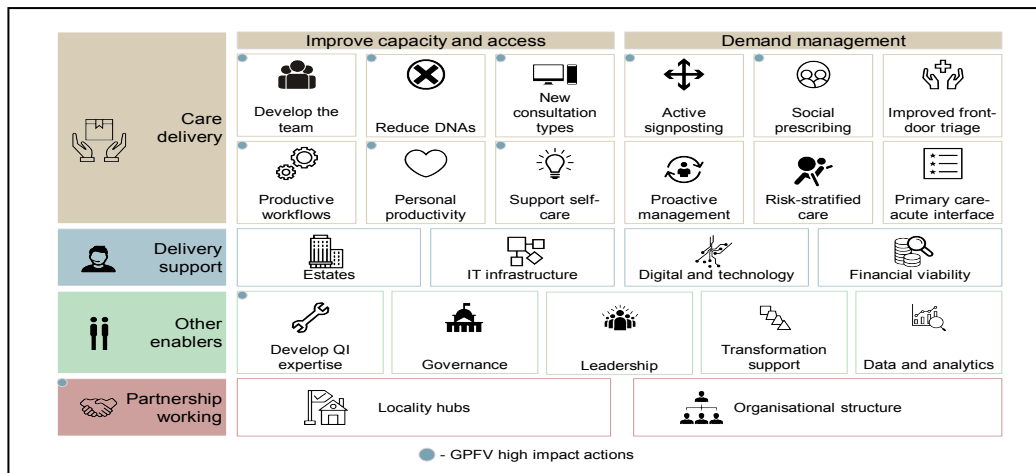 Improve capacity and access
Demand management
Care
delivery
Develop the
team
Reduce DNAs
New
consultation
types
Active
signposting
Social
prescribing
Improved front-
door triage
Productive
workflows
Personal
productivity
Support self-
care
Proactive
management
Risk-stratified
care
Primary care-
acute interface
Delivery
support
Estates
IT infrastructure
Digital and technology
Financial viability
Other
enablers
Develop QI
expertise
Governance
Leadership
Transformation
support
Data and analytics
Partnership
working
Locality hubs
Organisational structure
- GPFV high impact actions